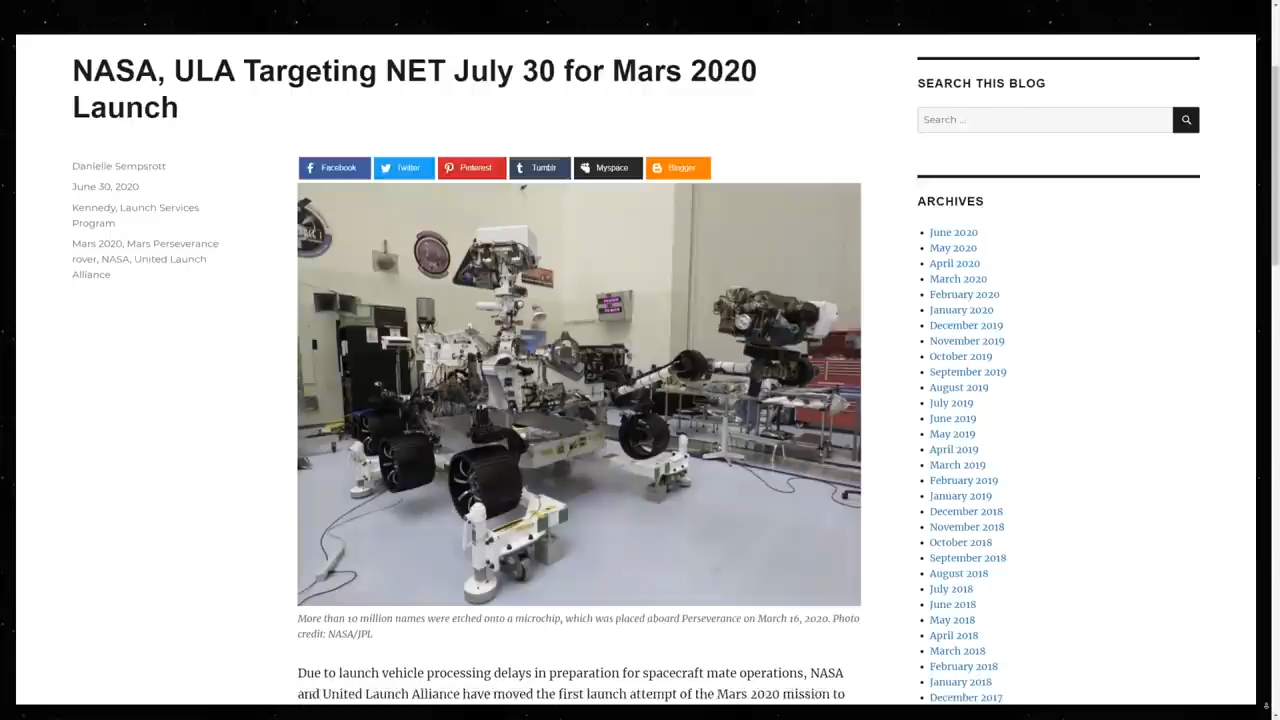 NASA, ULA Targeting NET July 30 for Mars 2020
Launch
Danielle Sempsrott
June 30, 2020
Kennedy, Launch Services
Program
Mars 2020, Mars Perseverance
rover, NASA, United Launch
Alliance
Facebook Twitter Pinterest Tumblr Myspace Blogger
More than 10 million names were etched onto a microchip, which was placed aboard Perseverance on March 16, 2020. Photo
credit: NASA/JPL
Due to launch vehicle processing delays in preparation for spacecraft mate operations, NASA
and United Launch Alliance have moved the first launch attempt of the Mars 2020 mission to
SEARCH THIS BLOG
Search ...
ARCHIVES
June 2020
May 2020
April 2020
March 2020
February 2020
January 2020
December 2019
November 2019
October 2019
September 2019
August 2019
July 2019
June 2019
May 2019
April 2019
March 2019
February 2019
January 2019
December 2018
November 2018
October 2018
September 2018
August 2018
July 2018
June 2018
May 2018
April 2018
March 2018
February 2018
January 2018
December 2017